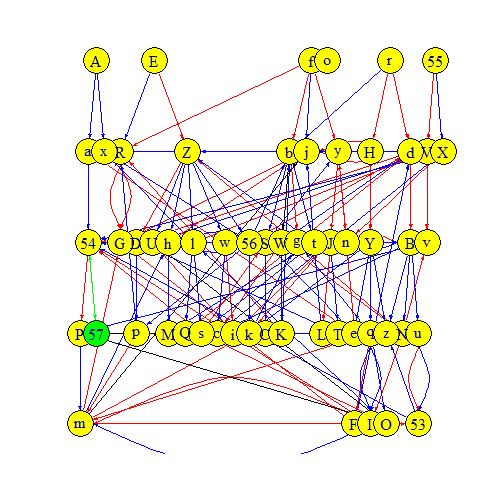 A E f o r 55
a x R Z b j y H d V X
54 G D U h l w 56 S W g t J n Y B v
P 57 p M Q s c i k C K L T e q z N u
m F I O 53